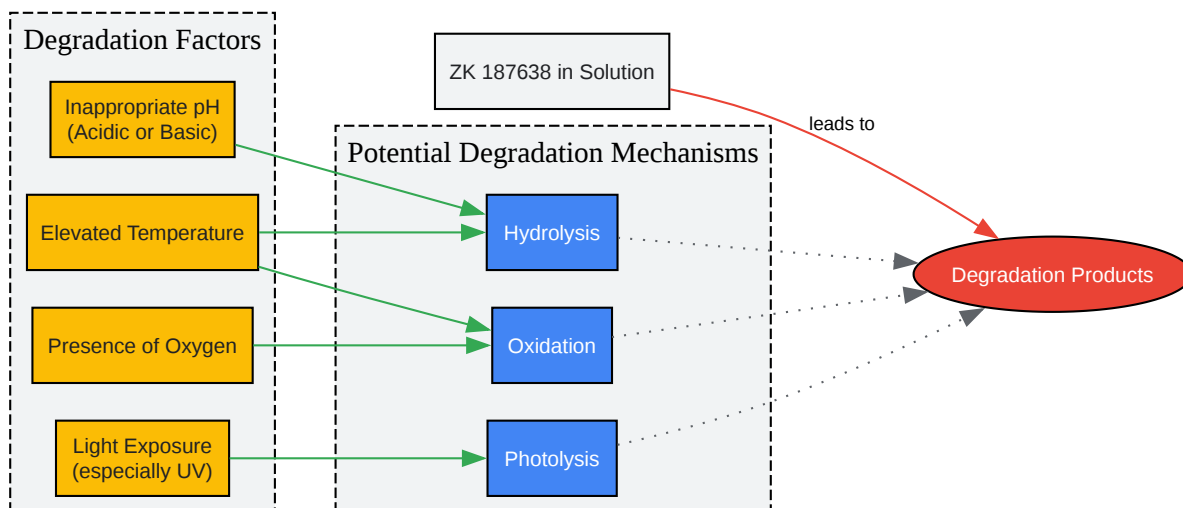 Degradation Factors
Inappropriate pH
(Acidic or Basic)
Elevated Temperature
Presence of Oxygen
Light Exposure
(especially UV)
ZK 187638 in Solution
leads to
Potential Degradation Mechanisms
Hydrolysis
Oxidation
Photolysis
Degradation Products